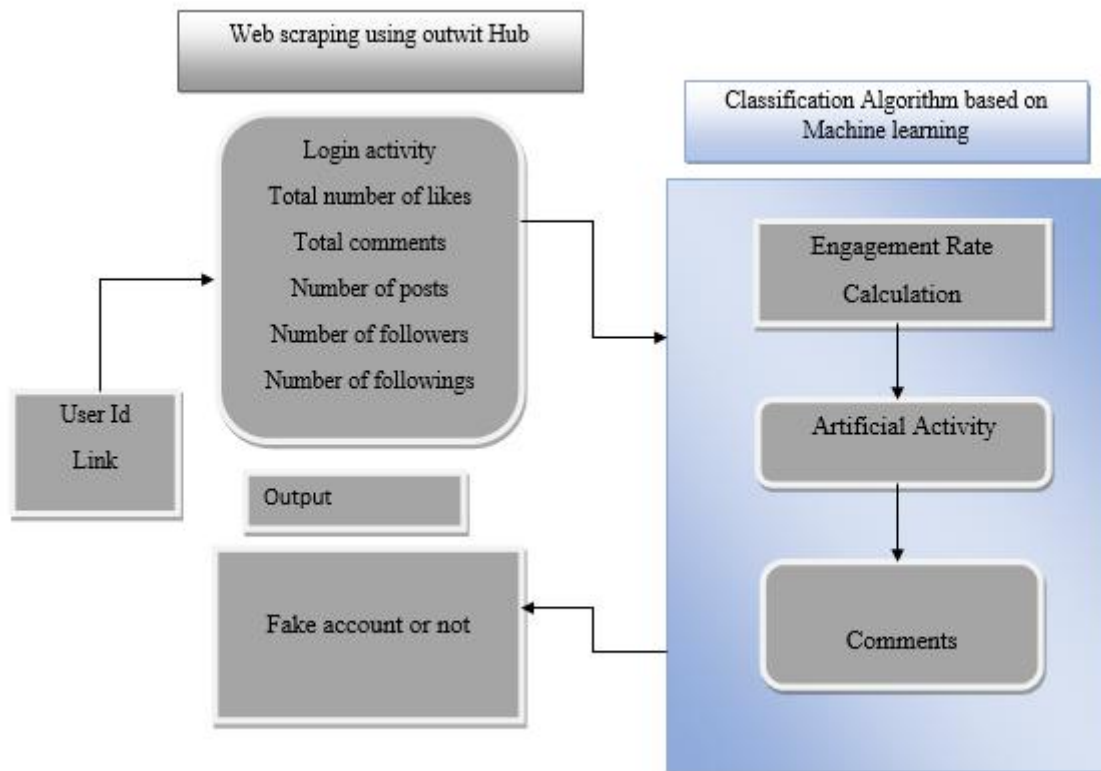 Web scraping using outwit Hub
Login activity
Total number of likes
Total comments
Number of posts
Number of followers
Number of followings
User Id
Link
Output
Fake account or not
Classification Algorithm based on
Machine learning
Engagement Rate
Calculation
Artificial Activity
Comments